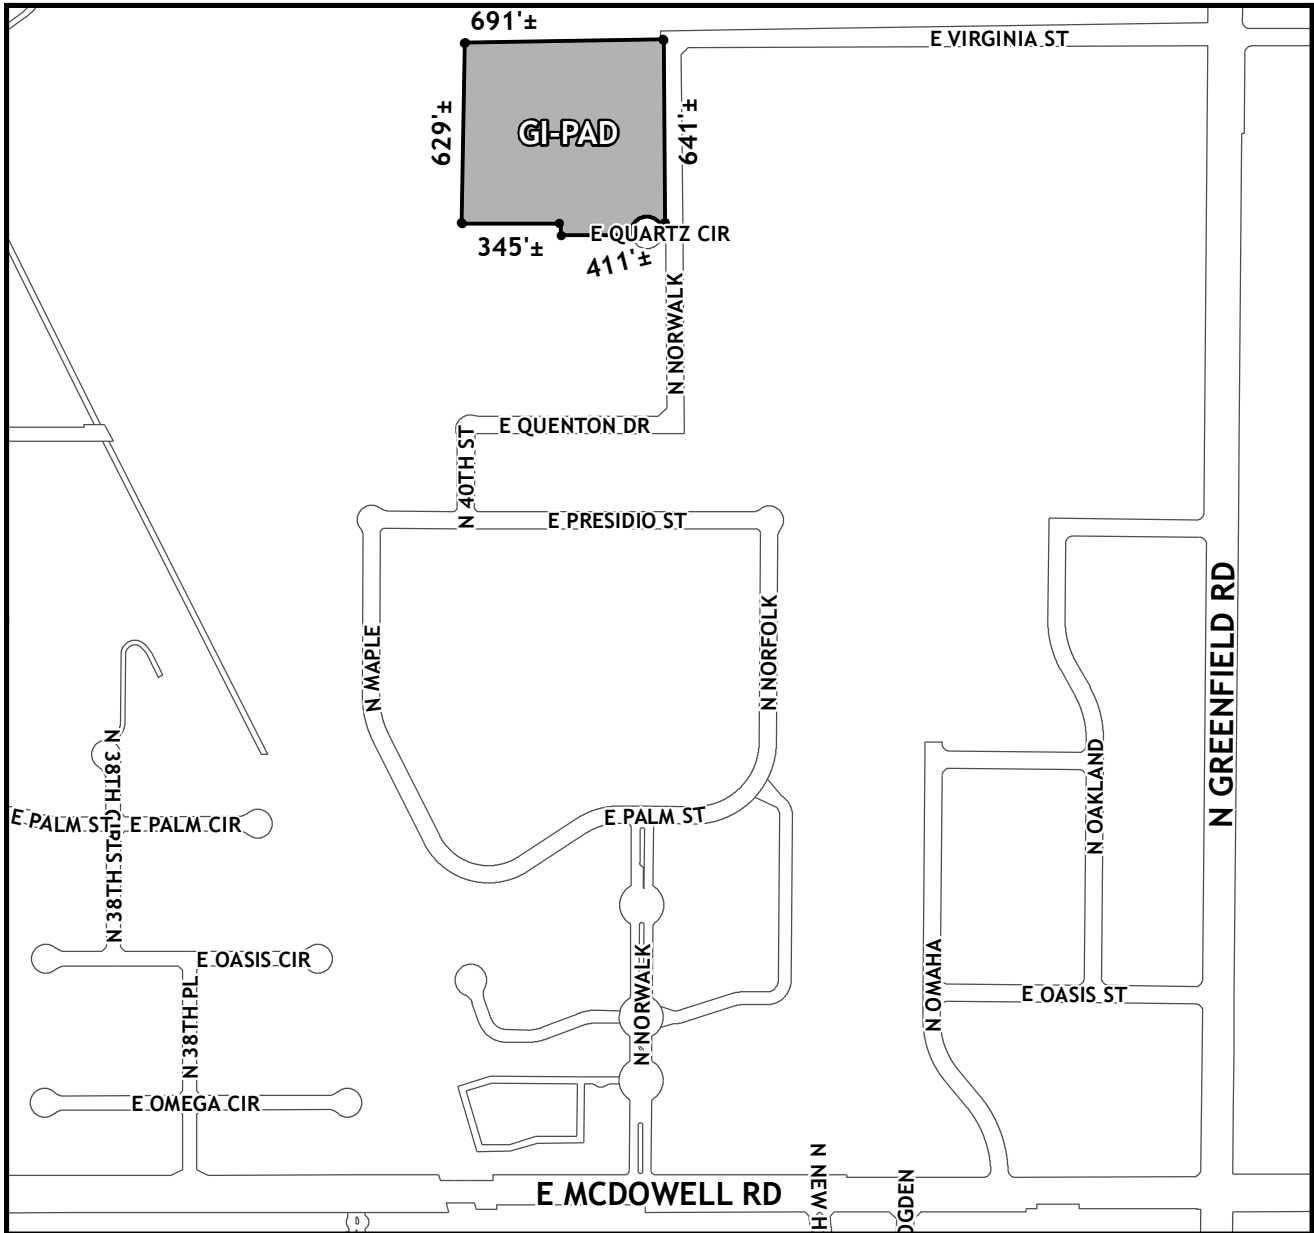 691'±
E VIRGINIA ST
629'±
GI-PAD
641'±
E QUARTZ CIR
345'±
411'±
N NORWALK
E QUENTON DR
N 40TH ST
E PRESIDIO ST
N MAPLE
N NORFOLK
N GREENFIELD RD
N 38TH CIR
N OAKLAND
E PALM ST
E PALM CIR
E PALM ST
N 38TH ST
N OMAHA
E OASIS CIR
N NORWALK
E OASIS ST
N 38TH PL
E OMEGA CIR
N NEW H
OGDEN
E MCDOWELL RD